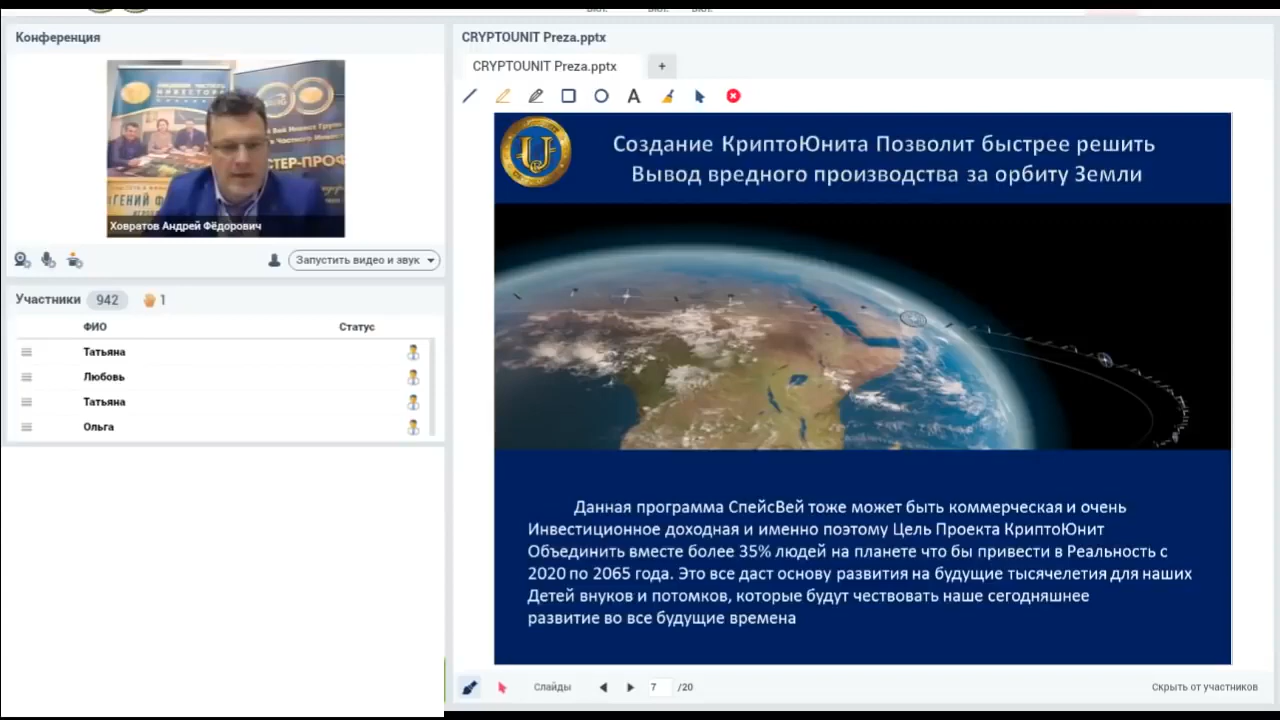 Конференция
Ховратов Андрей Фёдорович
Запустить видео и звук
Участники 942 1
ФИО Статус
Татьяна
Любовь
Татьяна
Ольга
CRYPTOUNIT Preza.pptx
CRYPTOUNIT Preza.pptx +
A
Создание КриптоЮнита Позволит быстрее решить
Вывод вредного производства за орбиту Земли
Данная программа СпейсВей тоже может быть коммерческая и очень
Инвестиционное доходная и именно поэтому Цель Проекта КриптоЮнит
Объединить вместе более 35% людей на планете что бы привести в Реальность с
2020 по 2065 года. Это все даст основу развития на будущие тысячелетия для наших
Детей внуков и потомков, которые будут чествовать наше сегодняшнее
развитие во все будущие времена
Слайды 7 /20 Скрыть от участников